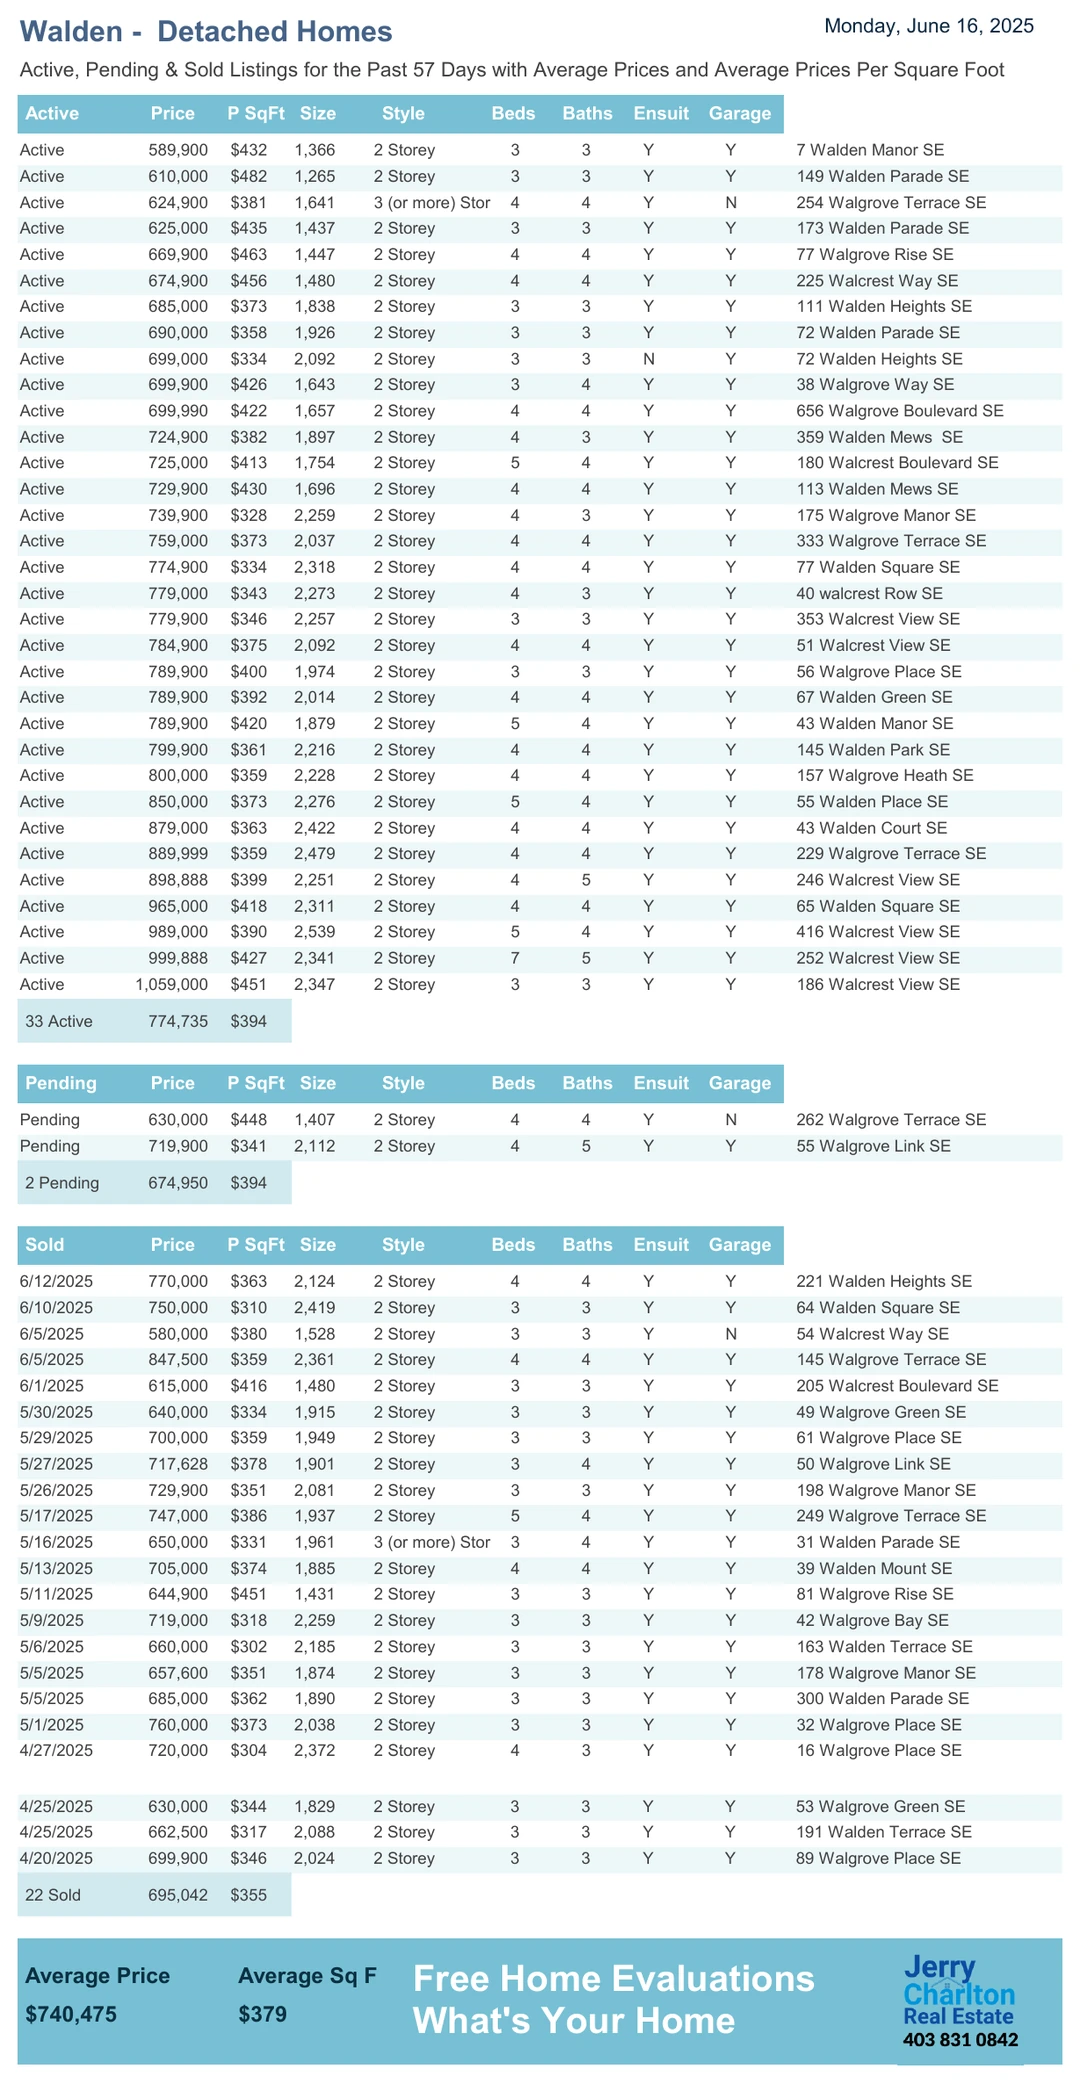 Walden -  Detached Homes
Monday, June 16, 2025
Active, Pending & Sold Listings for the Past 57 Days with Average Prices and Average Prices Per Square Foot
Active Price P SqFt Size Style Beds Baths Ensuit Garage
Active 589,900 $432 1,366 2 Storey 3 3 Y Y 7 Walden Manor SE
Active 610,000 $482 1,265 2 Storey 3 3 Y Y 149 Walden Parade SE
Active 624,900 $381 1,641 3 (or more) Stor 4 4 Y N 254 Walgrove Terrace SE
Active 625,000 $435 1,437 2 Storey 3 3 Y Y 173 Walden Parade SE
Active 669,900 $463 1,447 2 Storey 4 4 Y Y 77 Walgrove Rise SE
Active 674,900 $456 1,480 2 Storey 4 4 Y Y 225 Walcrest Way SE
Active 685,000 $373 1,838 2 Storey 3 3 Y Y 111 Walden Heights SE
Active 690,000 $358 1,926 2 Storey 3 3 Y Y 72 Walden Parade SE
Active 699,000 $334 2,092 2 Storey 3 3 N Y 72 Walden Heights SE
Active 699,900 $426 1,643 2 Storey 3 4 Y Y 38 Walgrove Way SE
Active 699,990 $422 1,657 2 Storey 4 4 Y Y 656 Walgrove Boulevard SE
Active 724,900 $382 1,897 2 Storey 4 3 Y Y 359 Walden Mews  SE
Active 725,000 $413 1,754 2 Storey 5 4 Y Y 180 Walcrest Boulevard SE
Active 729,900 $430 1,696 2 Storey 4 4 Y Y 113 Walden Mews SE
Active 739,900 $328 2,259 2 Storey 4 3 Y Y 175 Walgrove Manor SE
Active 759,000 $373 2,037 2 Storey 4 4 Y Y 333 Walgrove Terrace SE
Active 774,900 $334 2,318 2 Storey 4 4 Y Y 77 Walden Square SE
Active 779,000 $343 2,273 2 Storey 4 3 Y Y 40 walcrest Row SE
Active 779,900 $346 2,257 2 Storey 3 3 Y Y 353 Walcrest View SE
Active 784,900 $375 2,092 2 Storey 4 4 Y Y 51 Walcrest View SE
Active 789,900 $400 1,974 2 Storey 3 3 Y Y 56 Walgrove Place SE
Active 789,900 $392 2,014 2 Storey 4 4 Y Y 67 Walden Green SE
Active 789,900 $420 1,879 2 Storey 5 4 Y Y 43 Walden Manor SE
Active 799,900 $361 2,216 2 Storey 4 4 Y Y 145 Walden Park SE
Active 800,000 $359 2,228 2 Storey 4 4 Y Y 157 Walgrove Heath SE
Active 850,000 $373 2,276 2 Storey 5 4 Y Y 55 Walden Place SE
Active 879,000 $363 2,422 2 Storey 4 4 Y Y 43 Walden Court SE
Active 889,999 $359 2,479 2 Storey 4 4 Y Y 229 Walgrove Terrace SE
Active 898,888 $399 2,251 2 Storey 4 5 Y Y 246 Walcrest View SE
Active 965,000 $418 2,311 2 Storey 4 4 Y Y 65 Walden Square SE
Active 989,000 $390 2,539 2 Storey 5 4 Y Y 416 Walcrest View SE
Active 999,888 $427 2,341 2 Storey 7 5 Y Y 252 Walcrest View SE
Active 1,059,000 $451 2,347 2 Storey 3 3 Y Y 186 Walcrest View SE
33 Active 774,735 $394
Pending Price P SqFt Size Style Beds Baths Ensuit Garage
Pending 630,000 $448 1,407 2 Storey 4 4 Y N 262 Walgrove Terrace SE
Pending 719,900 $341 2,112 2 Storey 4 5 Y Y 55 Walgrove Link SE
2 Pending 674,950 $394
Sold Price P SqFt Size Style Beds Baths Ensuit Garage
6/12/2025 770,000 $363 2,124 2 Storey 4 4 Y Y 221 Walden Heights SE
6/10/2025 750,000 $310 2,419 2 Storey 3 3 Y Y 64 Walden Square SE
6/5/2025 580,000 $380 1,528 2 Storey 3 3 Y N 54 Walcrest Way SE
6/5/2025 847,500 $359 2,361 2 Storey 4 4 Y Y 145 Walgrove Terrace SE
6/1/2025 615,000 $416 1,480 2 Storey 3 3 Y Y 205 Walcrest Boulevard SE
5/30/2025 640,000 $334 1,915 2 Storey 3 3 Y Y 49 Walgrove Green SE
5/29/2025 700,000 $359 1,949 2 Storey 3 3 Y Y 61 Walgrove Place SE
5/27/2025 717,628 $378 1,901 2 Storey 3 4 Y Y 50 Walgrove Link SE
5/26/2025 729,900 $351 2,081 2 Storey 3 3 Y Y 198 Walgrove Manor SE
5/17/2025 747,000 $386 1,937 2 Storey 5 4 Y Y 249 Walgrove Terrace SE
5/16/2025 650,000 $331 1,961 3 (or more) Stor 3 4 Y Y 31 Walden Parade SE
5/13/2025 705,000 $374 1,885 2 Storey 4 4 Y Y 39 Walden Mount SE
5/11/2025 644,900 $451 1,431 2 Storey 3 3 Y Y 81 Walgrove Rise SE
5/9/2025 719,000 $318 2,259 2 Storey 3 3 Y Y 42 Walgrove Bay SE
5/6/2025 660,000 $302 2,185 2 Storey 3 3 Y Y 163 Walden Terrace SE
5/5/2025 657,600 $351 1,874 2 Storey 3 3 Y Y 178 Walgrove Manor SE
5/5/2025 685,000 $362 1,890 2 Storey 3 3 Y Y 300 Walden Parade SE
5/1/2025 760,000 $373 2,038 2 Storey 3 3 Y Y 32 Walgrove Place SE
4/27/2025 720,000 $304 2,372 2 Storey 4 3 Y Y 16 Walgrove Place SE
4/25/2025 630,000 $344 1,829 2 Storey 3 3 Y Y 53 Walgrove Green SE
4/25/2025 662,500 $317 2,088 2 Storey 3 3 Y Y 191 Walden Terrace SE
4/20/2025 699,900 $346 2,024 2 Storey 3 3 Y Y 89 Walgrove Place SE
22 Sold 695,042 $355
Average Price Average Sq F
$740,475 $379
Free Home Evaluations
What's Your Home
Jerry
Charlton
Real Estate
403 831 0842